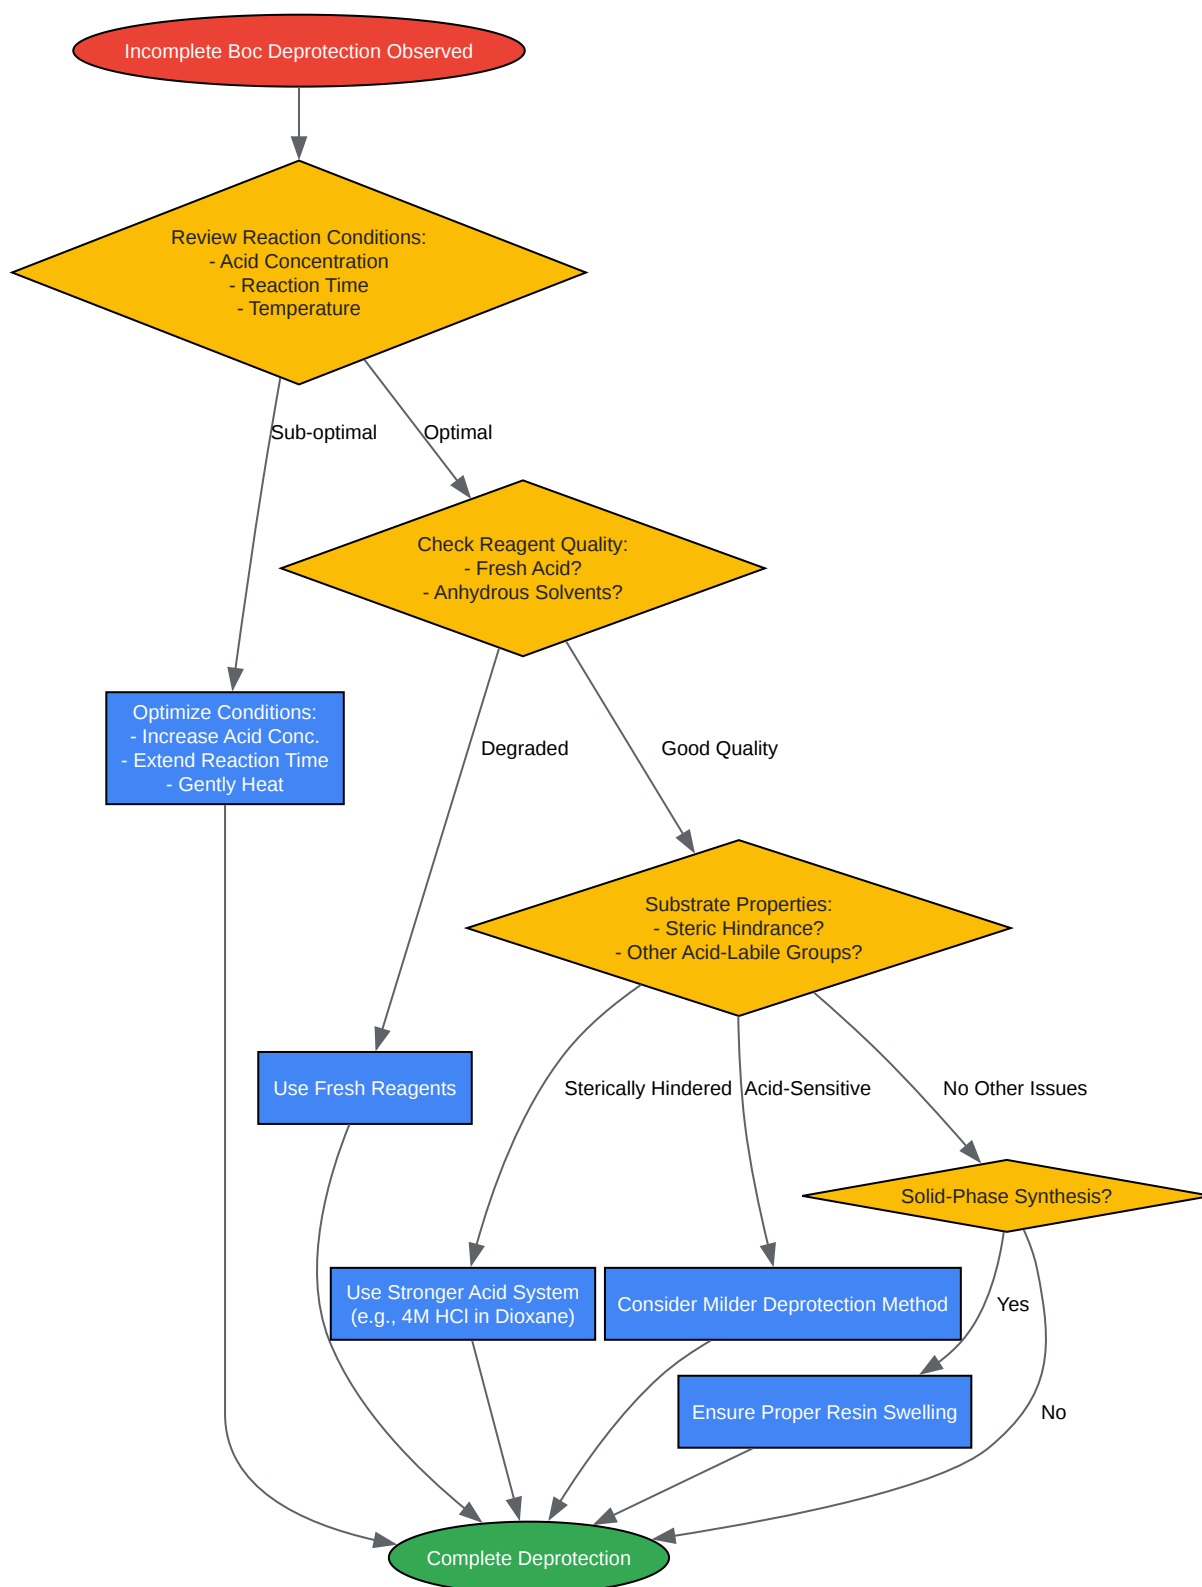 Incomplete Boc Deprotection Observed
Review Reaction Conditions:
- Acid Concentration
- Reaction Time
- Temperature
Sub-optimal
Optimal
Check Reagent Quality:
- Fresh Acid?
- Anhydrous Solvents?
Optimize Conditions:
- Increase Acid Conc.
- Extend Reaction Time
- Gently Heat
Degraded
Good Quality
Substrate Properties:
- Steric Hindrance?
- Other Acid-Labile Groups?
Use Fresh Reagents
Sterically Hindered
Acid-Sensitive
No Other Issues
Solid-Phase Synthesis?
Use Stronger Acid System
(e.g., 4M HCl in Dioxane)
Consider Milder Deprotection Method
Yes
Ensure Proper Resin Swelling
No
Complete Deprotection